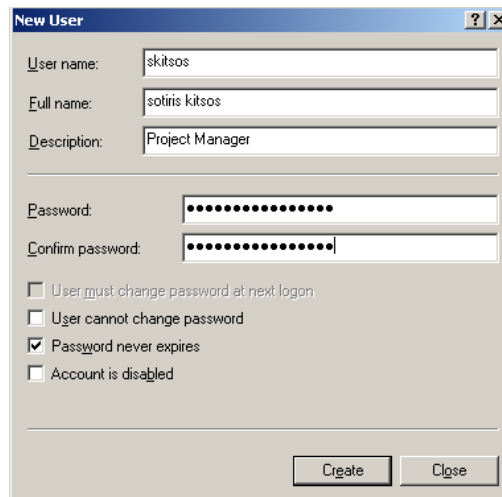 New User
User name: skitsos
Full name: sotiris kitsos
Description: Project Manager
Password: ●●●●●●●●●●●●●●●●
Confirm password: ●●●●●●●●●●●●●●●●
User must change password at next logon
User cannot change password
Password never expires
Account is disabled
Create Close